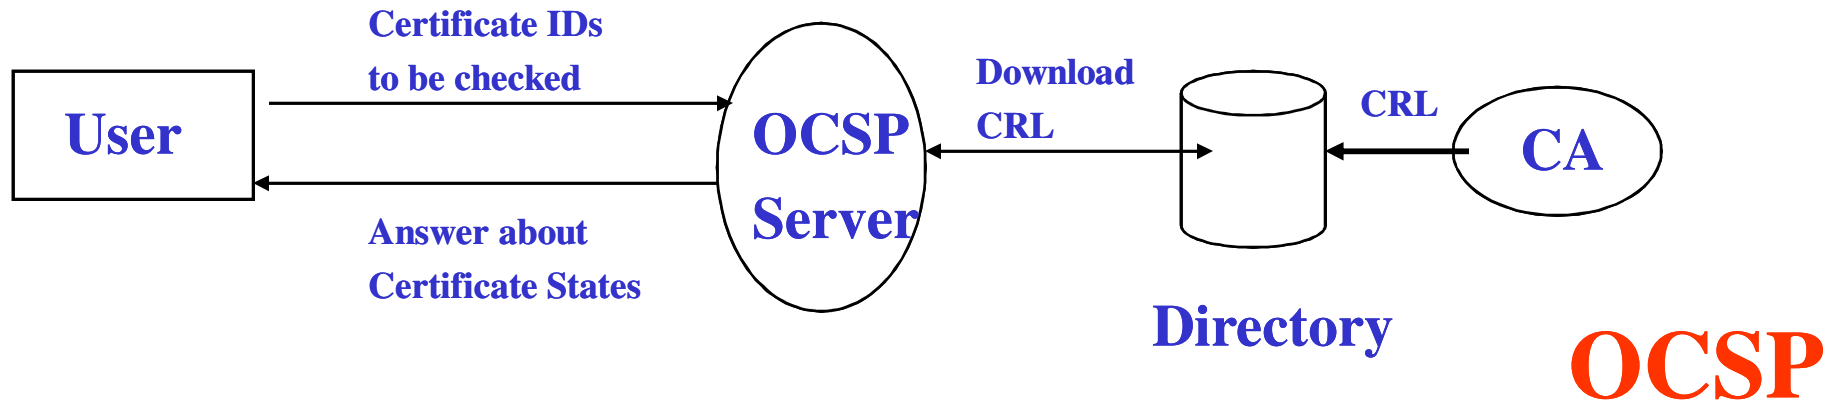 Certificate IDs
to be checked
User
Answer about
Certificate States
OCSP
Server
Download
CRL
Directory
CRL
CA
OCSP